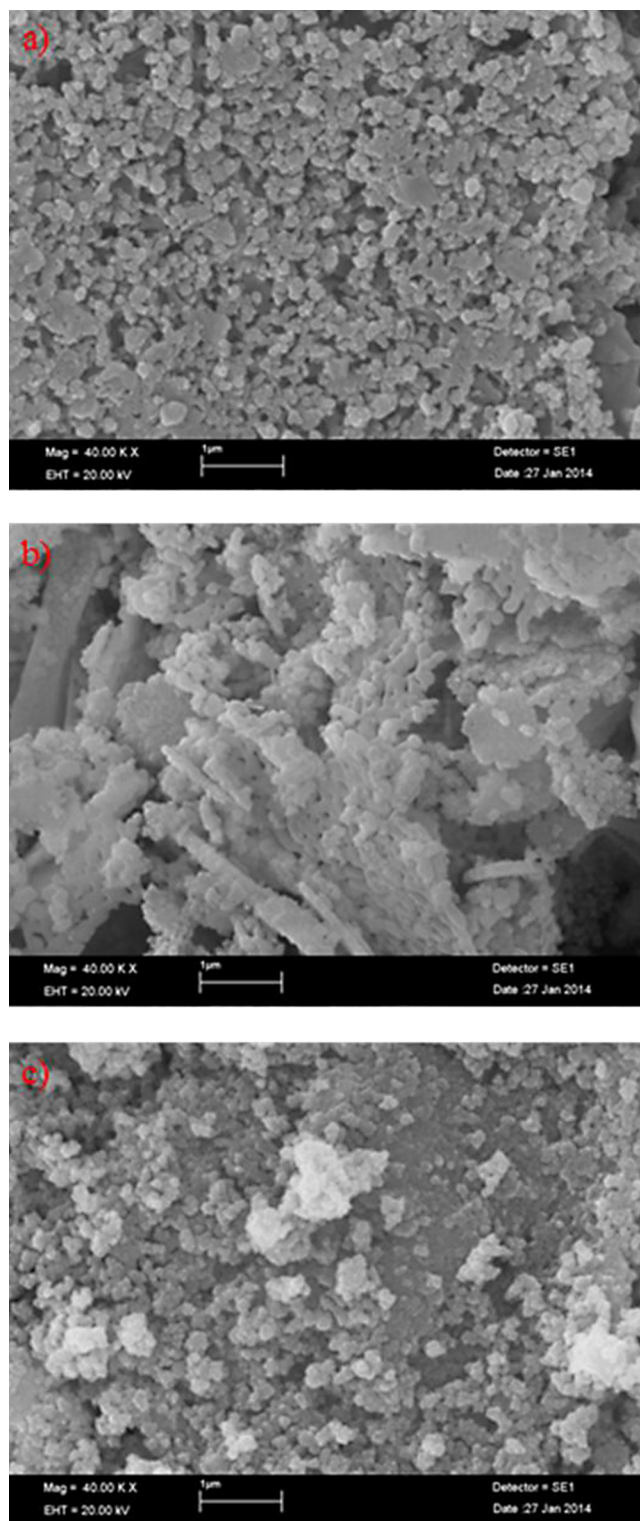 a)
Mag = 40.00 K X
1µm
Detector = SE1
EHT = 20.00 kV
Date :27 Jan 2014
b)
Mag = 40.00 K X
1µm
Detector = SE1
EHT = 20.00 kV
Date :27 Jan 2014
c)
Mag = 40.00 K X
1µm
Detector = SE1
EHT = 20.00 kV
Date :27 Jan 2014